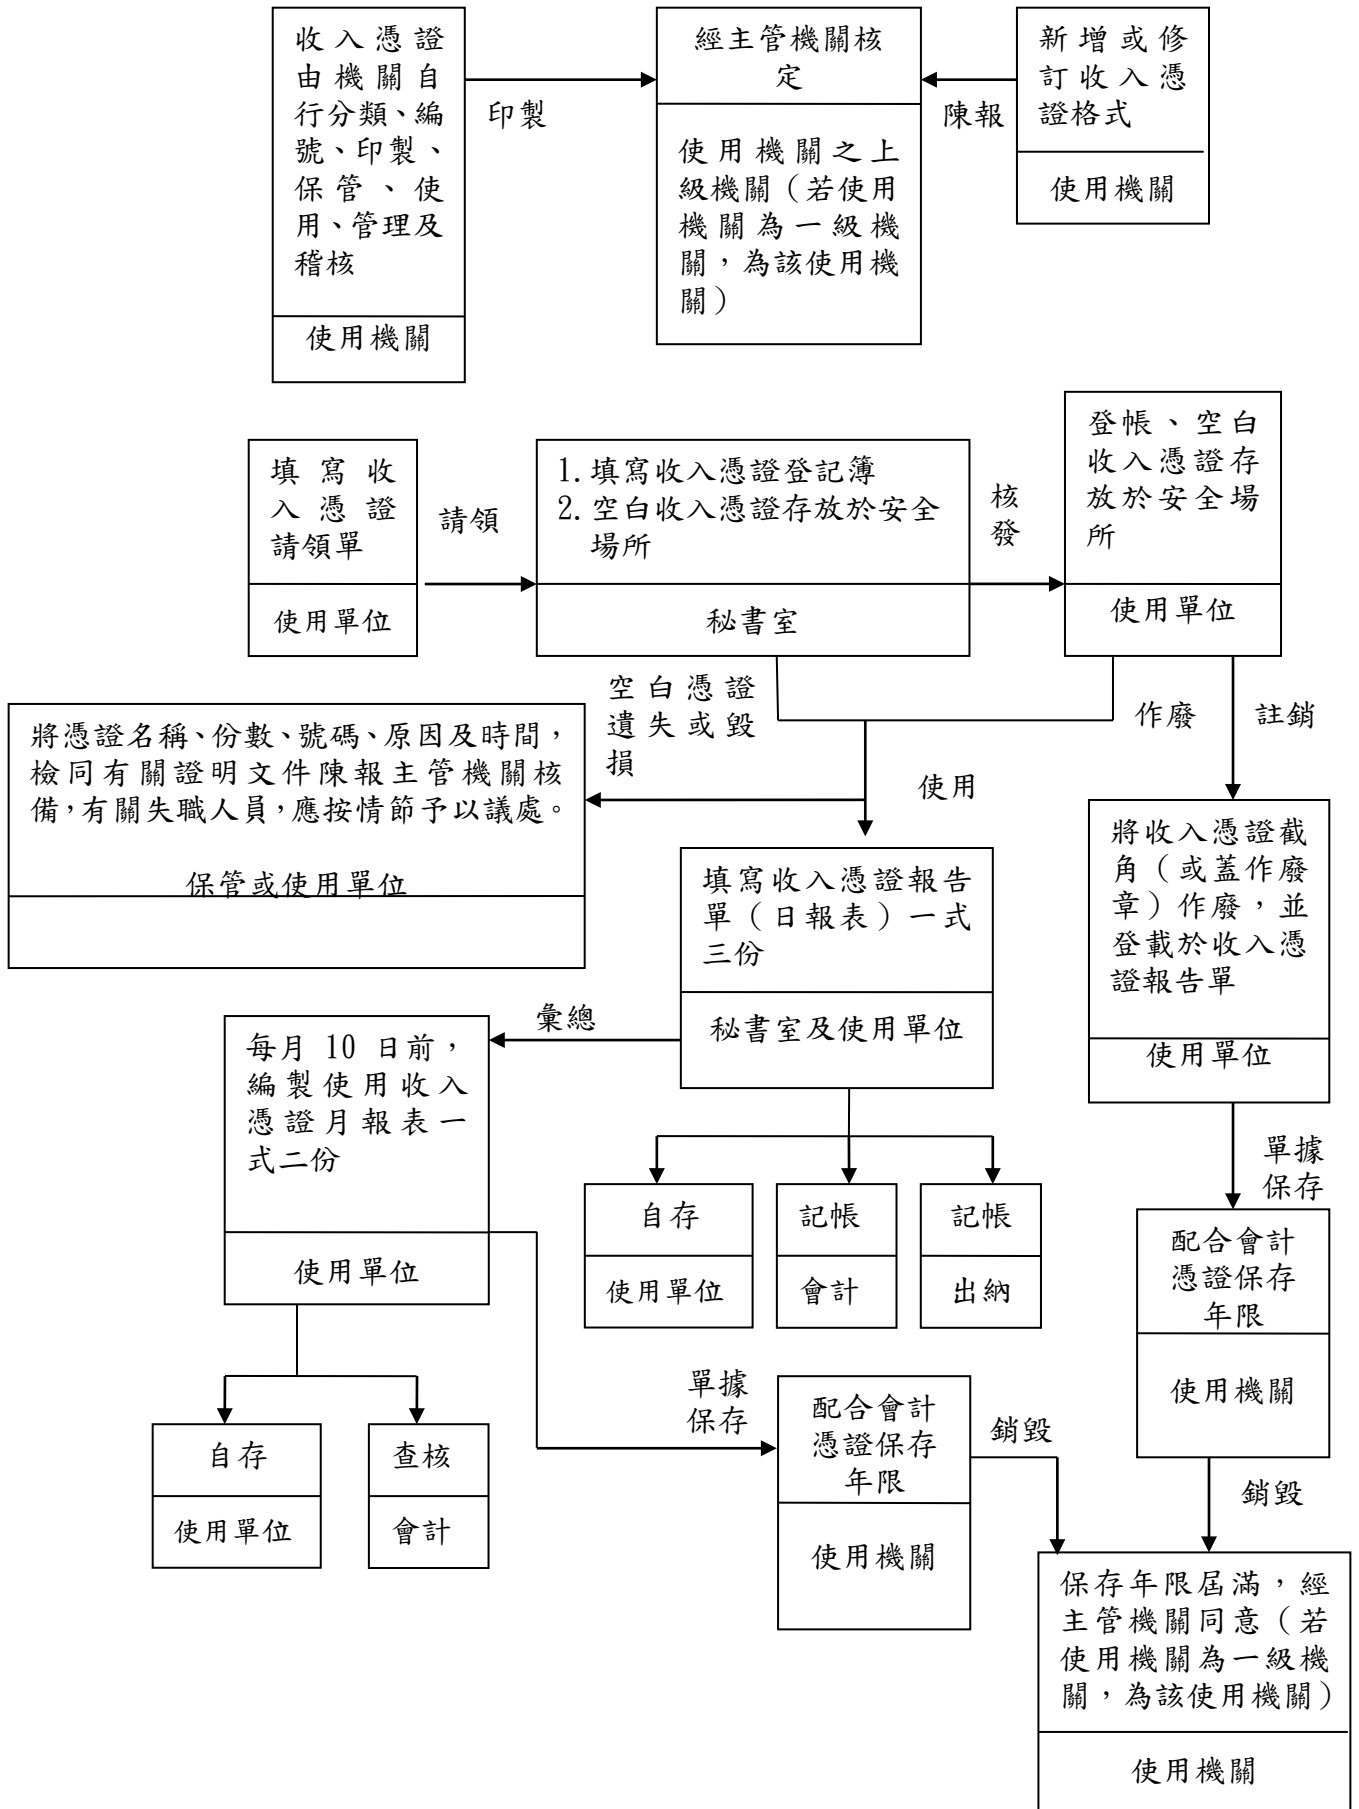 收入憑證
由機關自
行分類、編
號、印製、
保管、使
用、管理及
稽核
使用機關
印製
經主管機關核
定
使用機關之上
級機關（若使用
機關為一級機
關，為該使用機
關）
陳報
新增或修
訂收入憑
證格式
使用機關
填寫收
入憑證
請領單
使用單位
請領
1.填寫收入憑證登記簿
2.空白收入憑證存放於安全
場所
秘書室
核
發
登帳、空白
收入憑證存
放於安全場
所
使用單位
空白憑證
遺失或毀
損
使用
作廢
註銷
將憑證名稱、份數、號碼、原因及時間，
檢同有關證明文件陳報主管機關核
備，有關失職人員，應按情節予以議處。
保管或使用單位
填寫收入憑證報告
單（日報表）一式
三份
秘書室及使用單位
將收入憑證截
角（或蓋作廢
章）作廢，並
登載於收入憑
證報告單
使用單位
彙總
每月 10 日前，
編製使用收入
憑證月報表一
式二份
使用單位
自存
使用單位
記帳
會計
記帳
出納
單據
保存
配合會計
憑證保存
年限
使用機關
自存
使用單位
查核
會計
單據
保存
配合會計
憑證保存
年限
使用機關
銷毀
銷毀
保存年限屆滿，經
主管機關同意（若
使用機關為一級機
關，為該使用機關）
使用機關